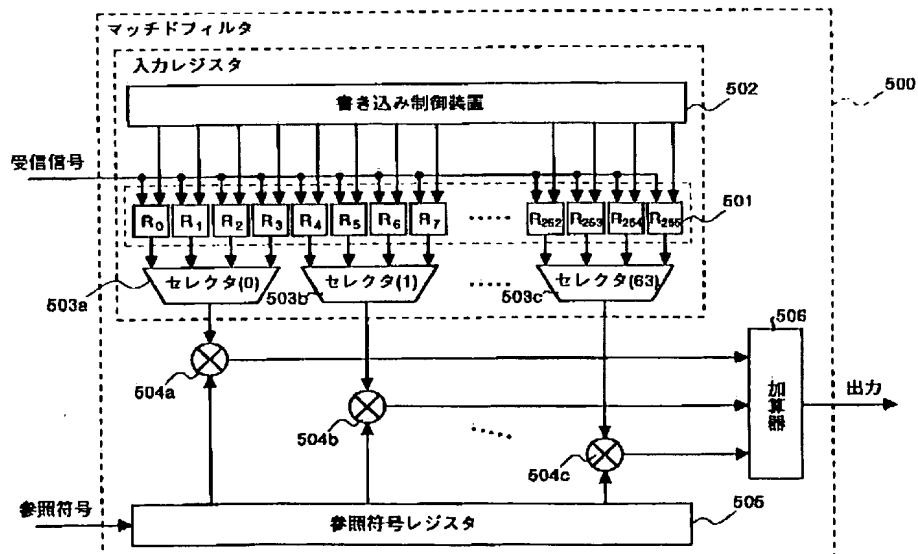 マッチドフィルタ
入力レジスタ
書き込み制御装置
502
500
受信信号
R0 R1 R2 R3 R4 R5 R6 R7 ..... R252 R253 R254 R255
501
セレクタ(0) セレクタ(1) ..... セレクタ(63)
503a 503b 503c
506
504a
加算器
出力
504b
.....
504c
参照符号
参照符号レジスタ
505